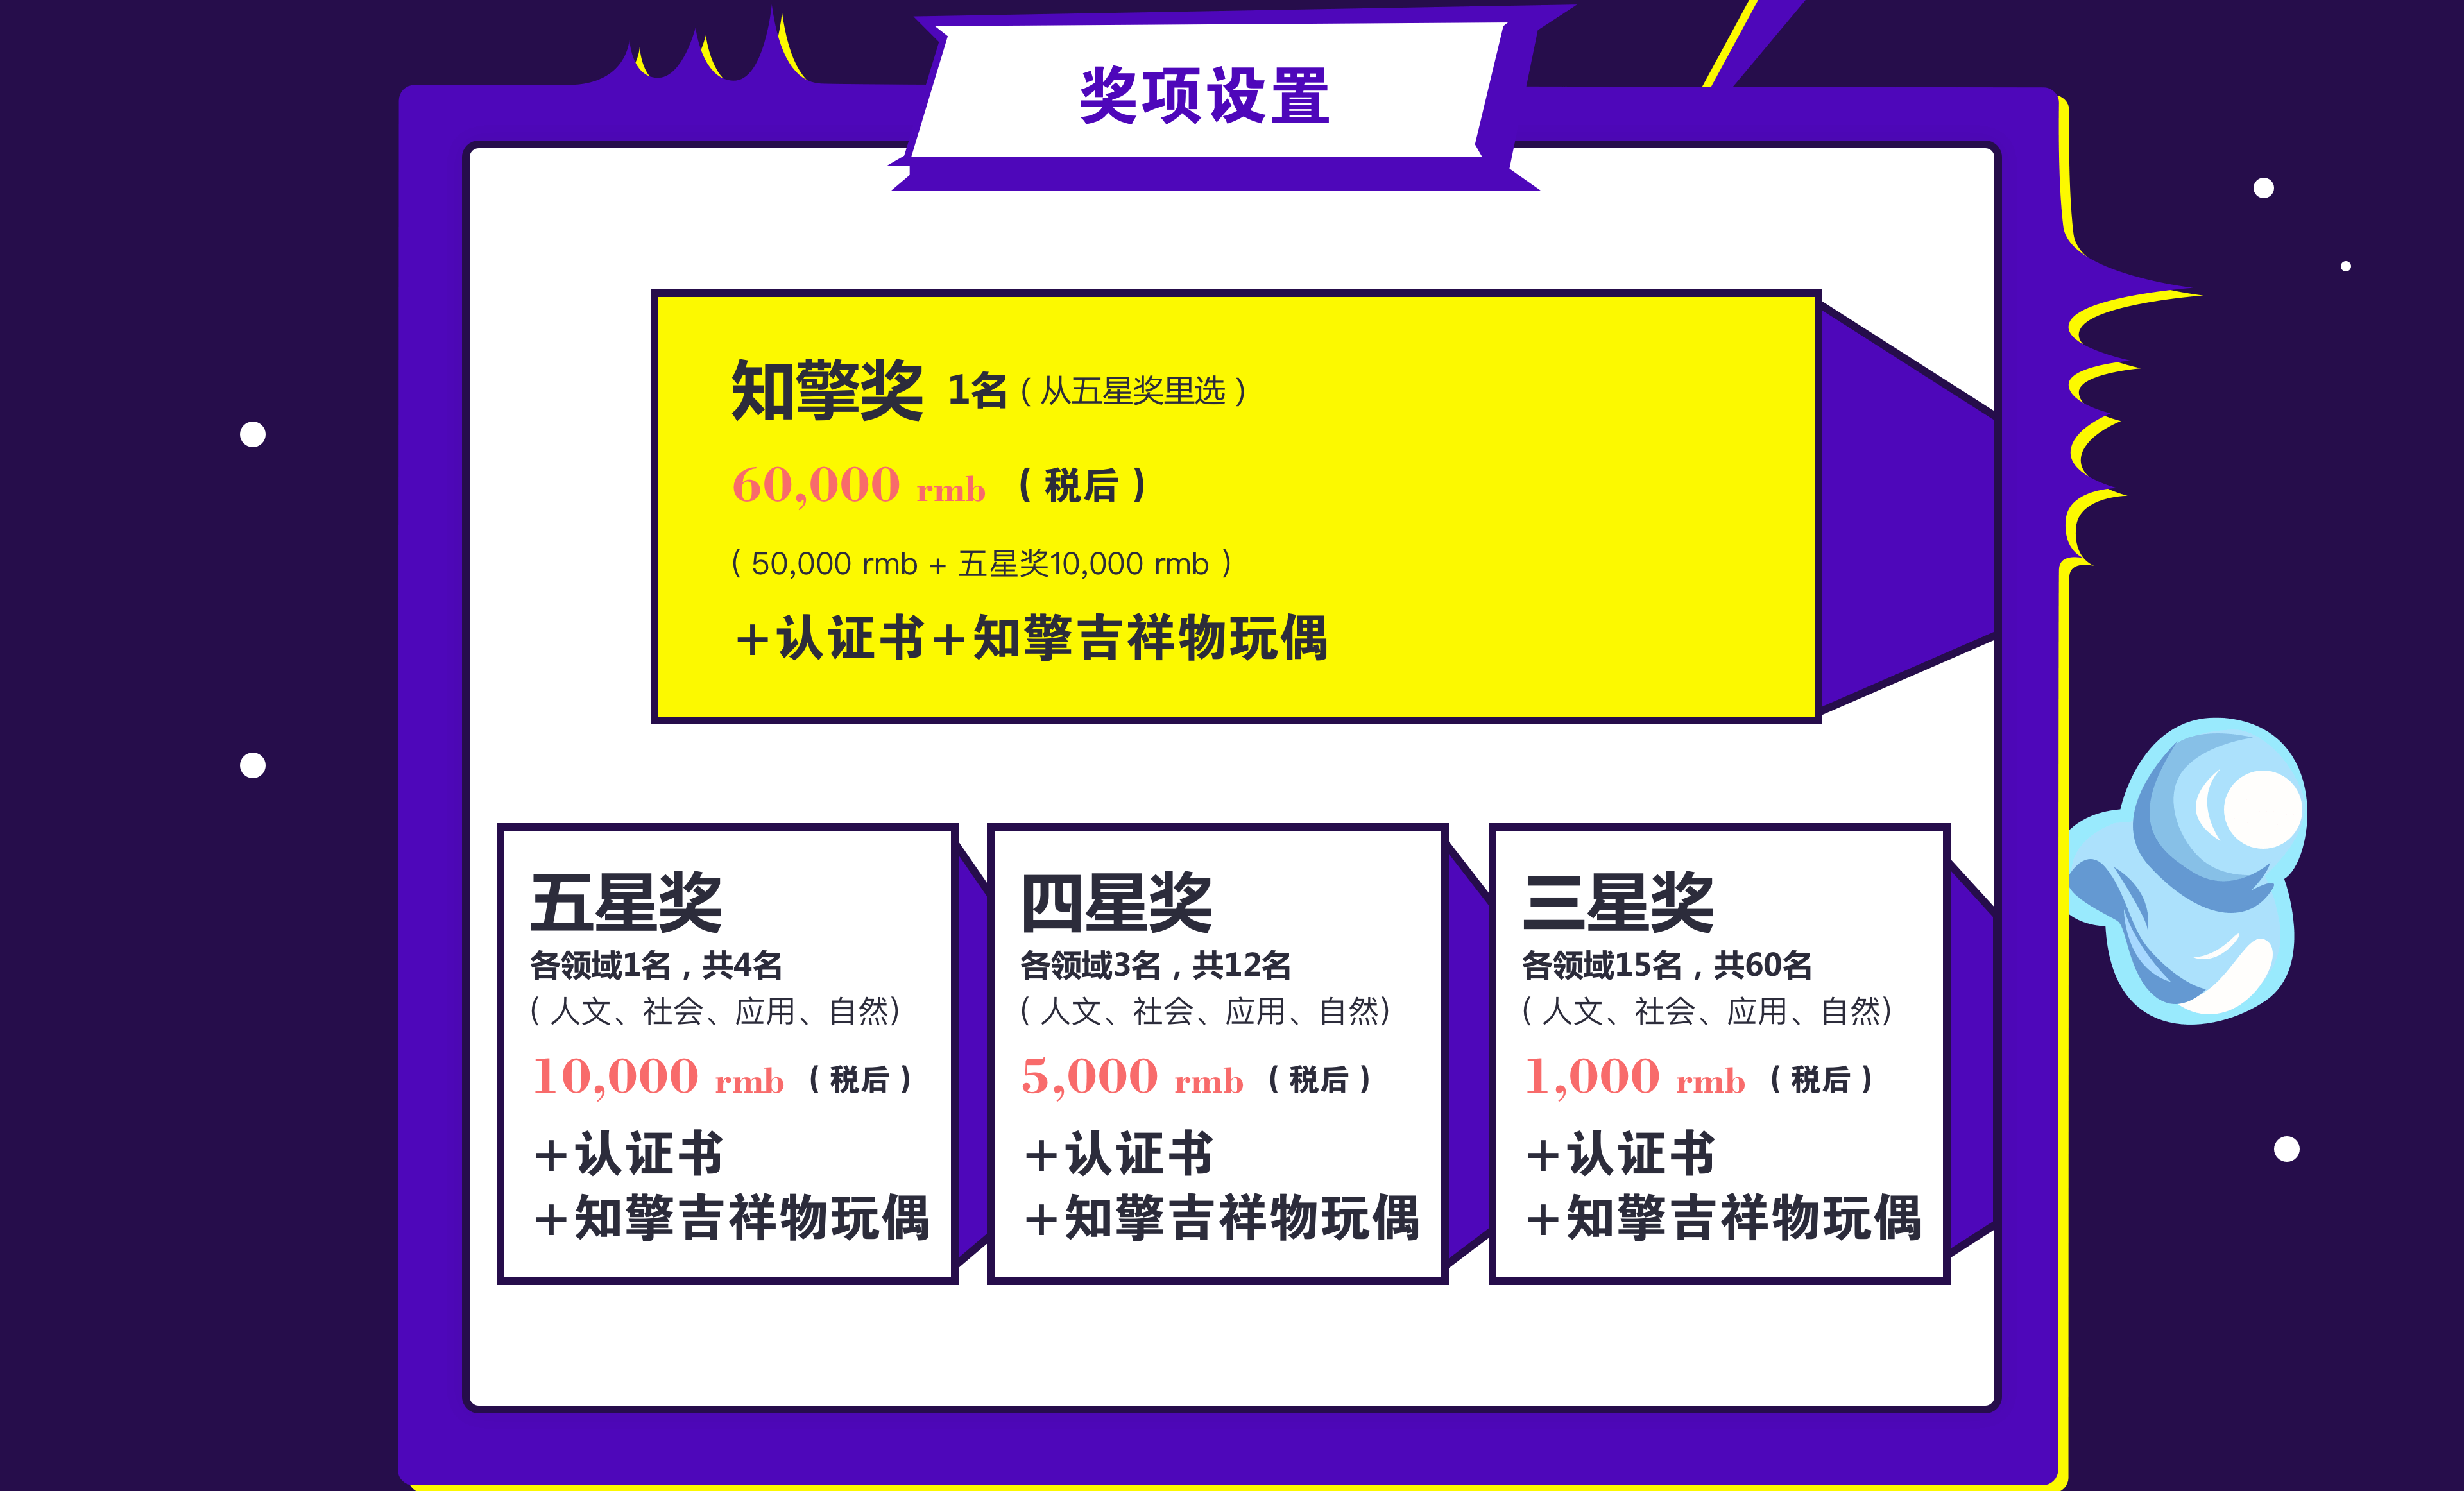 奖项设置
知擎奖 1名（从五星奖里选）
60,000 rmb （税后）
（50,000 rmb + 五星奖10,000 rmb ）
+认证书+知擎吉祥物玩偶
五星奖
各领域1名，共4名
（人文、社会、应用、自然）
10,000 rmb （税后）
+认证书
+知擎吉祥物玩偶
四星奖
各领域3名，共12名
（人文、社会、应用、自然）
5,000 rmb （税后）
+认证书
+知擎吉祥物玩偶
三星奖
各领域15名，共60名
（人文、社会、应用、自然）
1,000 rmb （税后）
+认证书
+知擎吉祥物玩偶